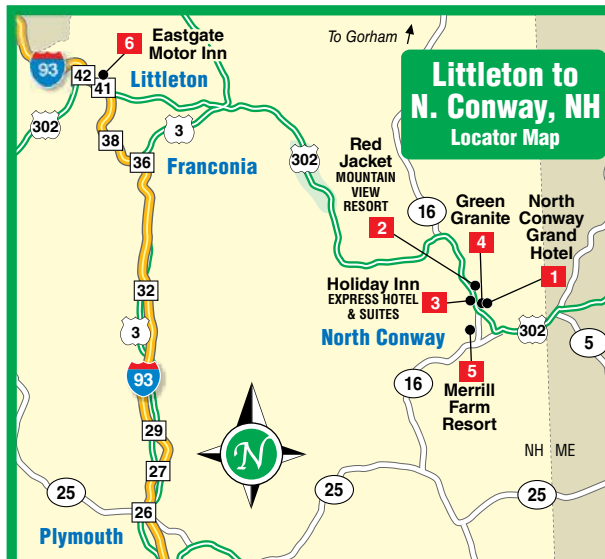 6
Eastgate
Motor Inn
To Gorham
Littleton to
N. Conway, NH
Locator Map
93
42
41
Littleton
302
3
38
36
Franconia
302
Red
Jacket
MOUNTAIN
VIEW
RESORT
2
16
Green
Granite
4
North
Conway
Grand
Hotel
1
32
3
Holiday Inn
EXPRESS HOTEL
& SUITES
3
North Conway
302
5
93
16
5
Merrill
Farm
Resort
29
27
N
NH
ME
25
26
25
25
Plymouth